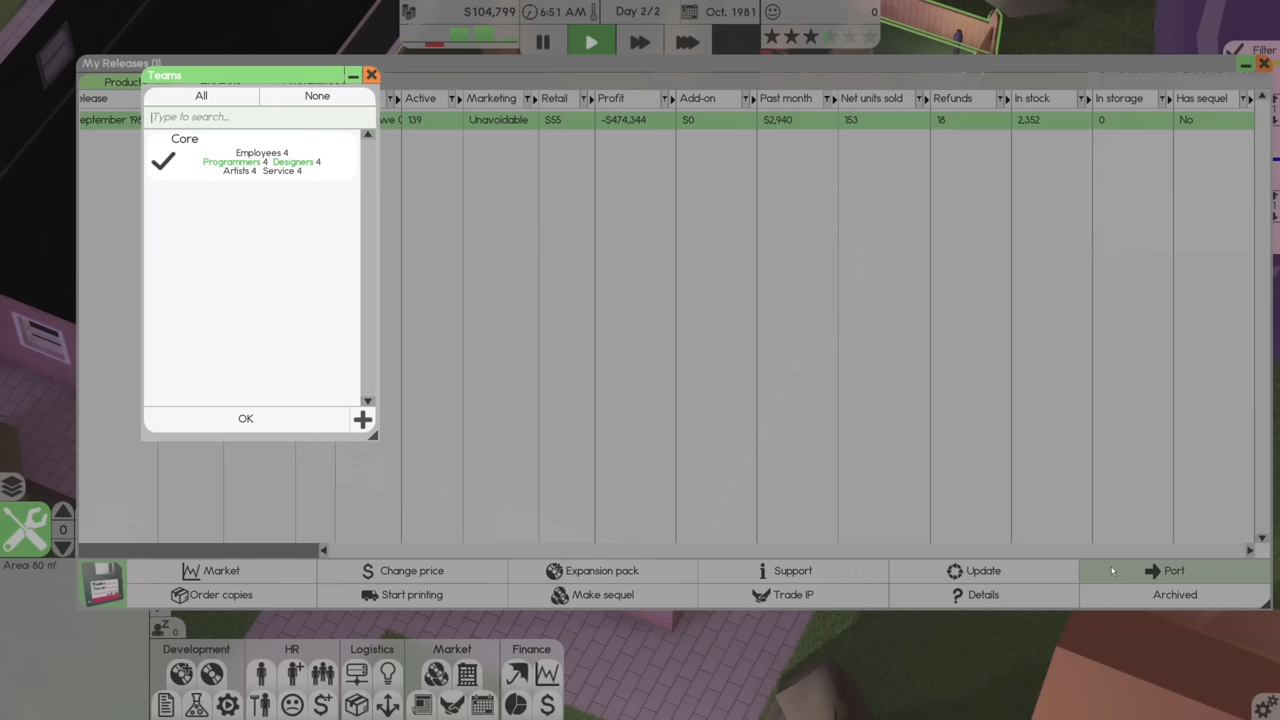 $104,799 6:51 AM Day 2/2 Oct. 1981 0
Filter
My Releases (1)
Product
Teams
All None
Type to search...
Core
Employees 4
Programmers 4 Designers 4
Artists 4 Service 4
OK
elease Active Marketing Retail Profit Add-on Past month Net units sold Refunds In stock In storage Has sequel
eptember 198 we C 139 Unavoidable $55 -$474,344 $0 $2,940 153 18 2,352 0 No
Market Change price Expansion pack Support Update Port
Order copies Start printing Make sequel Trade IP Details Archived
0
Area 80 m²
0
Development HR Logistics Market Finance